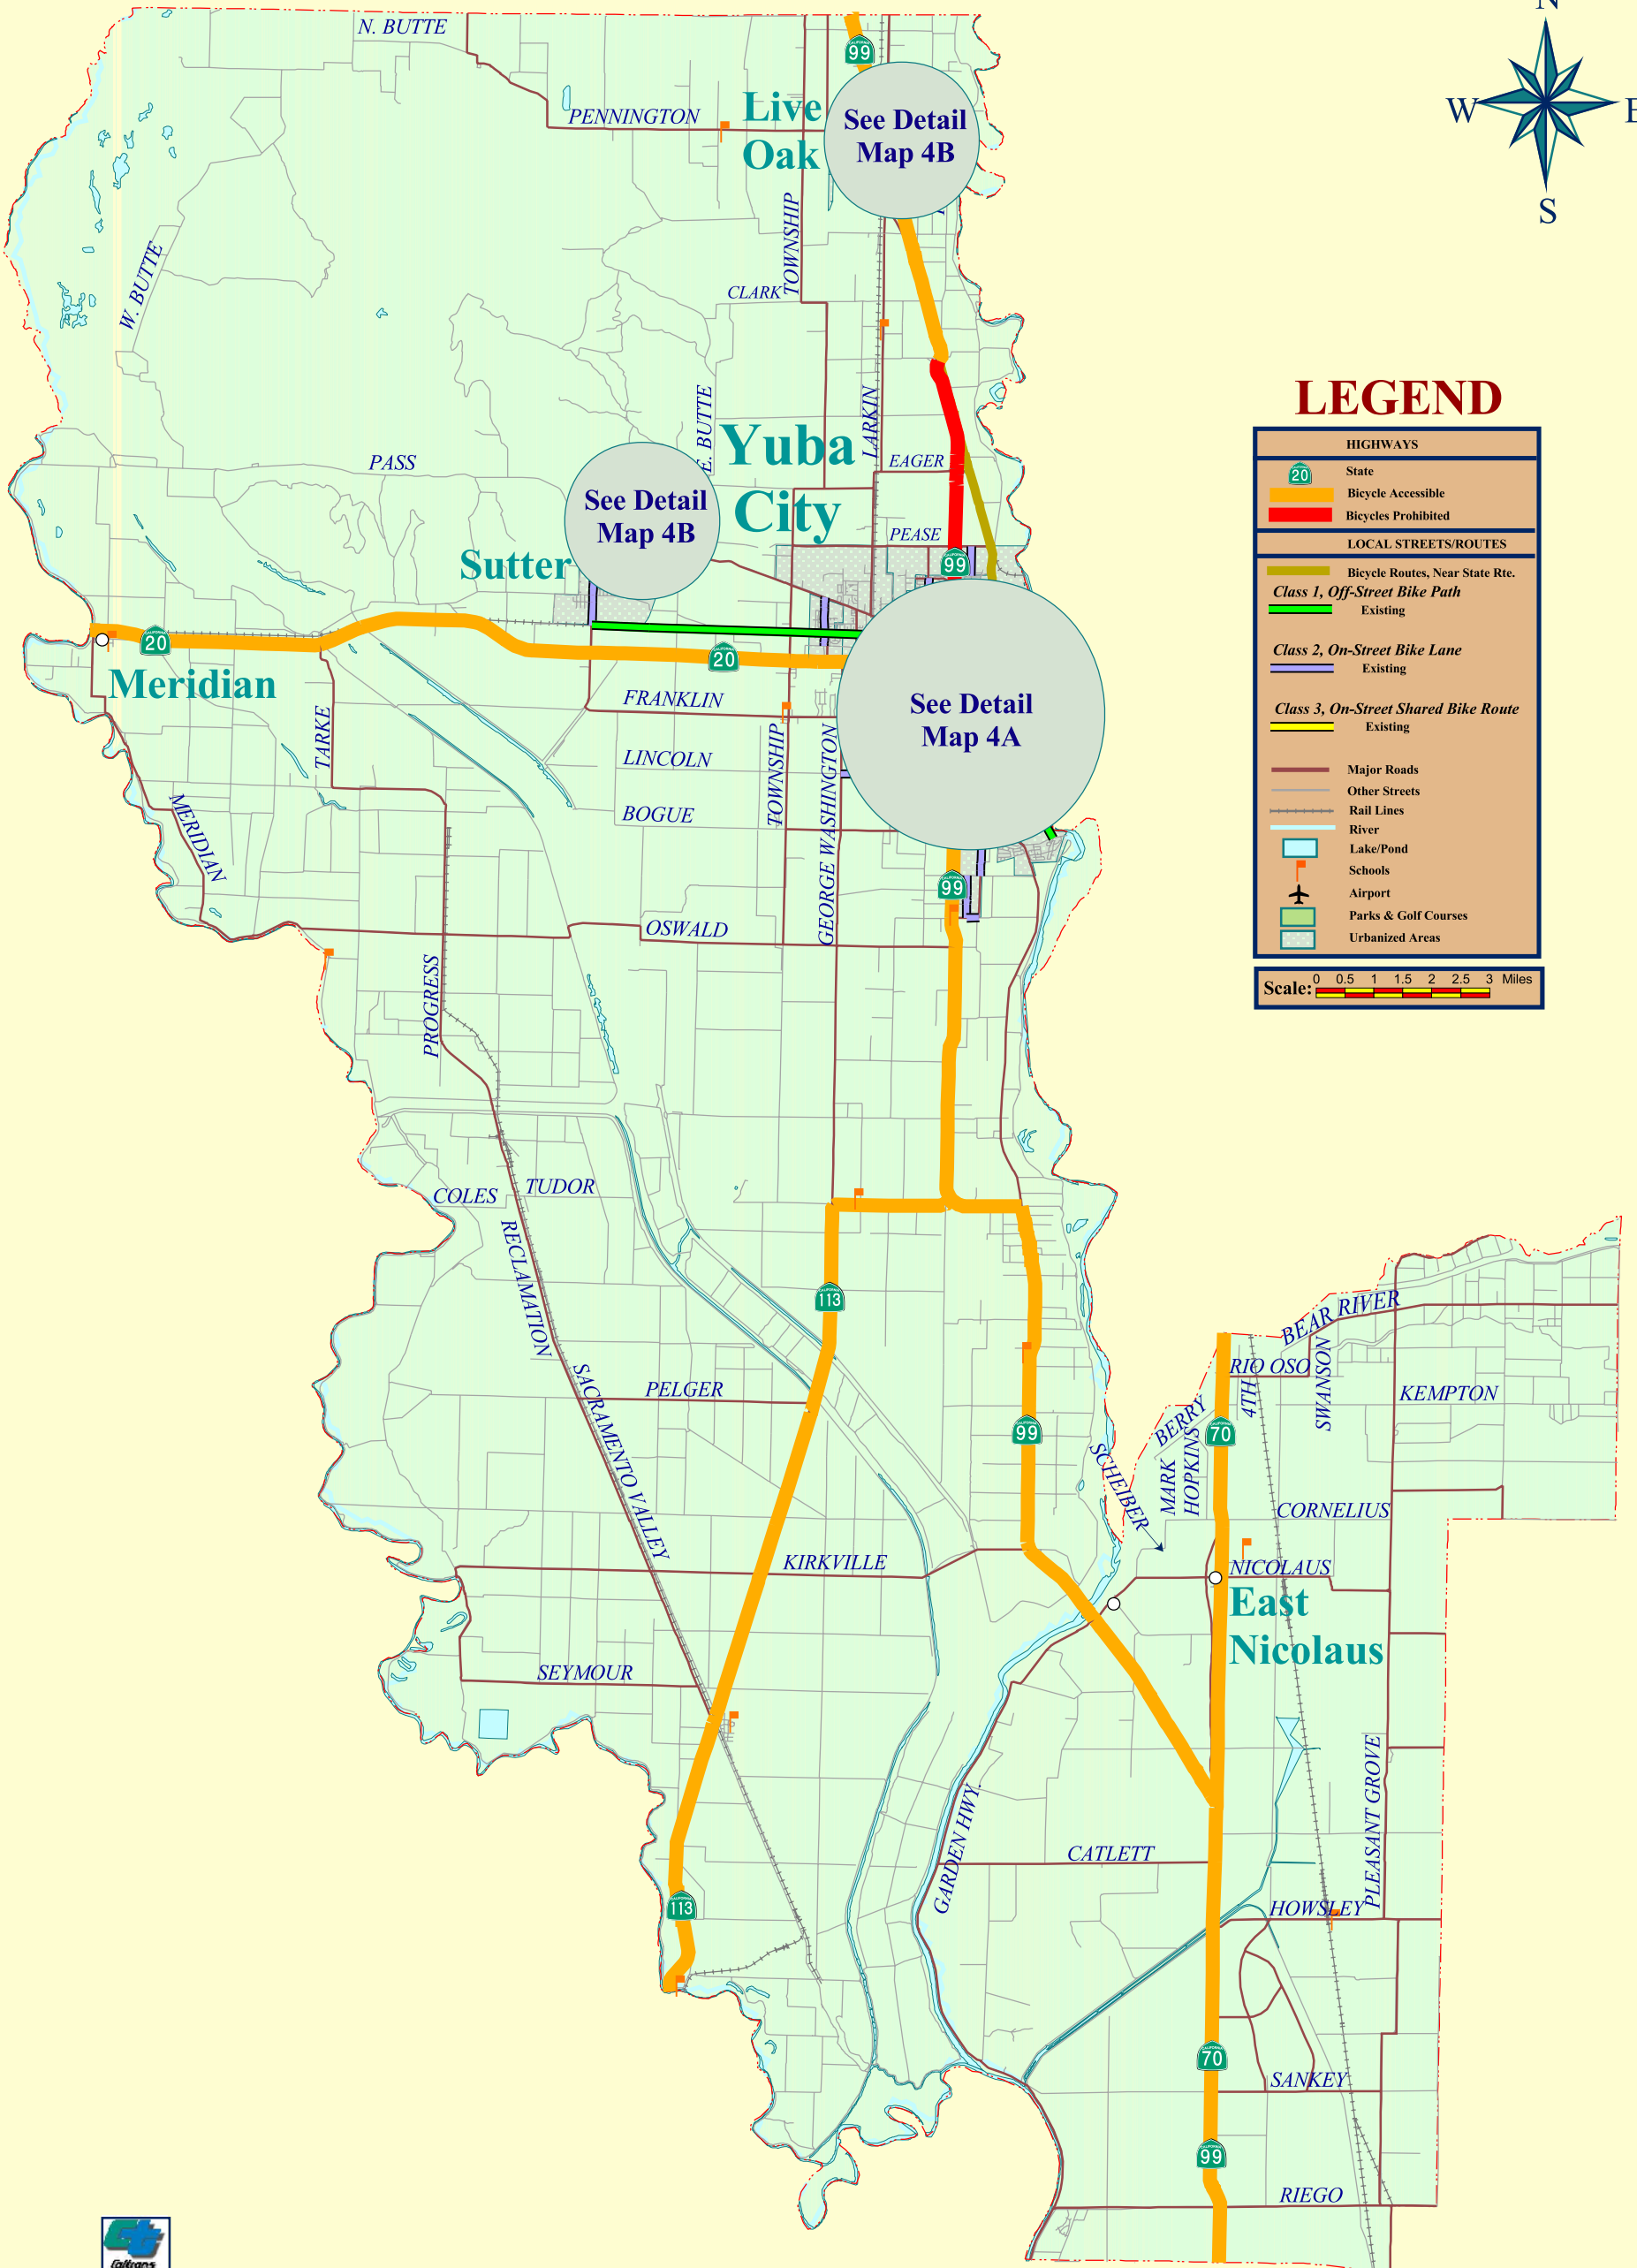 N
W
E
S
N. BUTTE
99
PENNINGTON
Live
Oak
See Detail
Map 4B
TOWNSHIP
W. BUTTE
CLARK
E. BUTTE
LARKIN
PASS
Yuba
City
EAGER
See Detail
Map 4B
PEASE
99
Sutter
20
20
Meridian
FRANKLIN
See Detail
Map 4A
TARKE
LINCOLN
TOWNSHIP
GEORGE WASHINGTON
BOGUE
MERIDIAN
99
OSWALD
PROGRESS
COLES
TUDOR
RECLAMATION
113
BEAR RIVER
RIO OSO
4TH
SWANSON
KEMPTON
PELGER
SACRAMENTO VALLEY
99
70
BERRY
MARK
HOPKINS
SCHEIBER
CORNELIUS
KIRKVILLE
NICOLAUS
East
Nicolaus
SEYMOUR
PLEASANT GROVE
GARDEN HWY.
CATLETT
113
HOWSLEY
70
SANKEY
99
RIEGO
LEGEND
HIGHWAYS
20
State
Bicycle Accessible
Bicycles Prohibited
LOCAL STREETS/ROUTES
Bicycle Routes, Near State Rte.
Class 1, Off-Street Bike Path
Existing
Class 2, On-Street Bike Lane
Existing
Class 3, On-Street Shared Bike Route
Existing
Major Roads
Other Streets
Rail Lines
River
Lake/Pond
Schools
Airport
Parks & Golf Courses
Urbanized Areas
Scale: 0 0.5 1 1.5 2 2.5 3 Miles
Caltrans